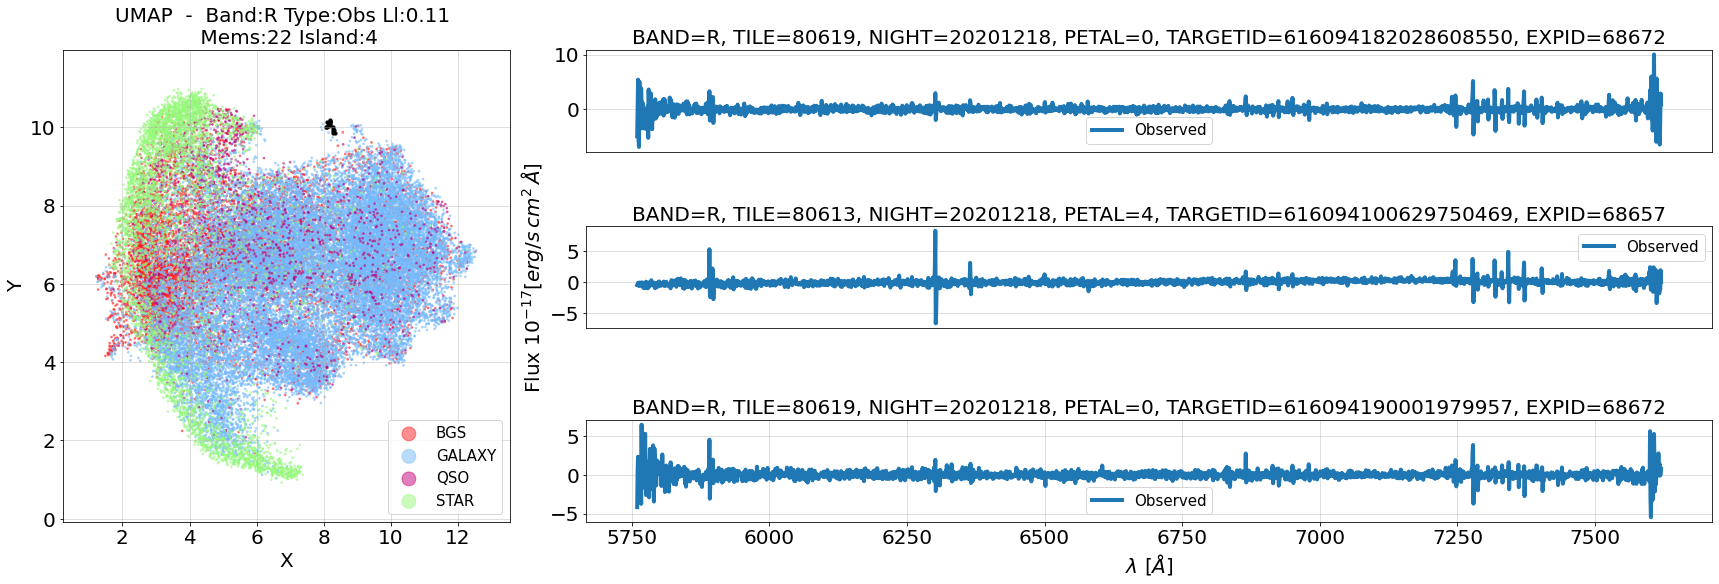 UMAP - Band:R Type:Obs Ll:0.11
Mems:22 Island:4
Y
10
8
6
4
2
0
2 4 6 8 10 12
X
BGS
GALAXY
QSO
STAR
Flux 10⁻¹⁷[erg/s cm² Å]
BAND=R, TILE=80619, NIGHT=20201218, PETAL=0, TARGETID=616094182028608550, EXPID=68672
10
0
Observed
BAND=R, TILE=80613, NIGHT=20201218, PETAL=4, TARGETID=616094100629750469, EXPID=68657
5
0
−5
Observed
BAND=R, TILE=80619, NIGHT=20201218, PETAL=0, TARGETID=616094190001979957, EXPID=68672
5
0
−5
Observed
5750 6000 6250 6500 6750 7000 7250 7500
λ [Å]